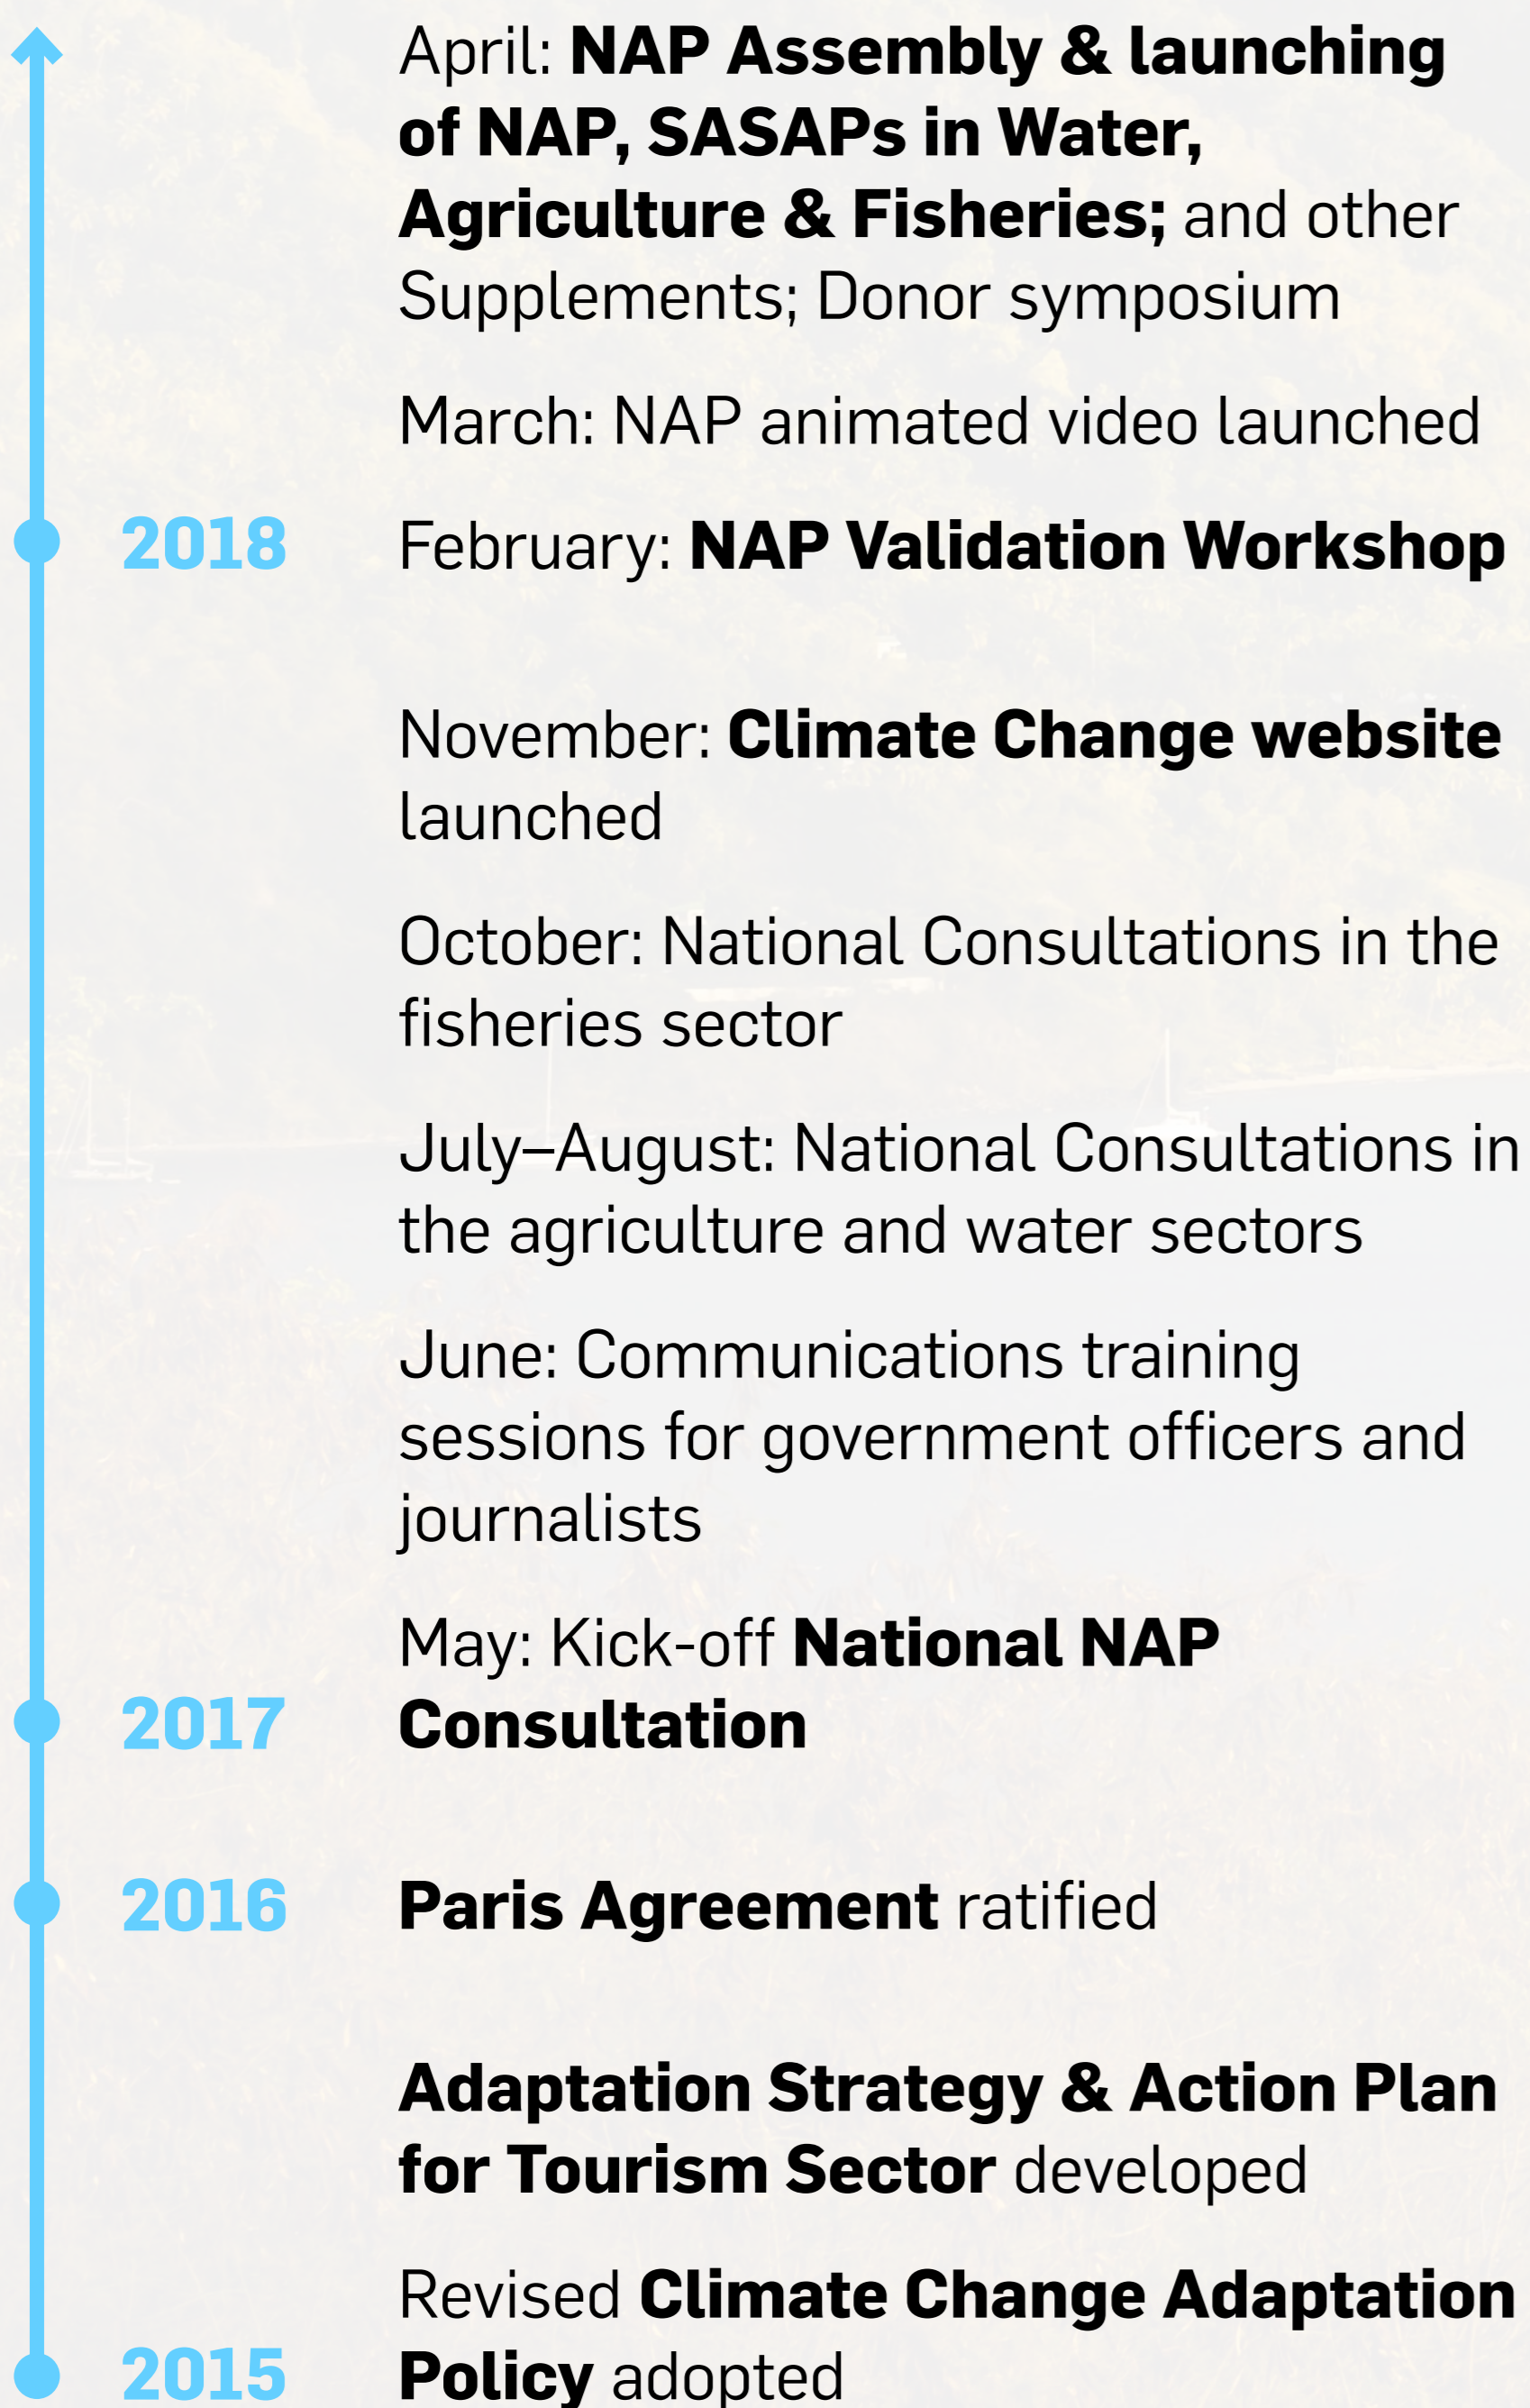 April: NAP Assembly & launching
of NAP, SASAPs in Water,
Agriculture & Fisheries; and other
Supplements; Donor symposium
March: NAP animated video launched
2018 February: NAP Validation Workshop
November: Climate Change website
launched
October: National Consultations in the
fisheries sector
July–August: National Consultations in
the agriculture and water sectors
June: Communications training
sessions for government officers and
journalists
May: Kick-off National NAP
2017 Consultation
2016 Paris Agreement ratified
Adaptation Strategy & Action Plan
for Tourism Sector developed
Revised Climate Change Adaptation
2015 Policy adopted